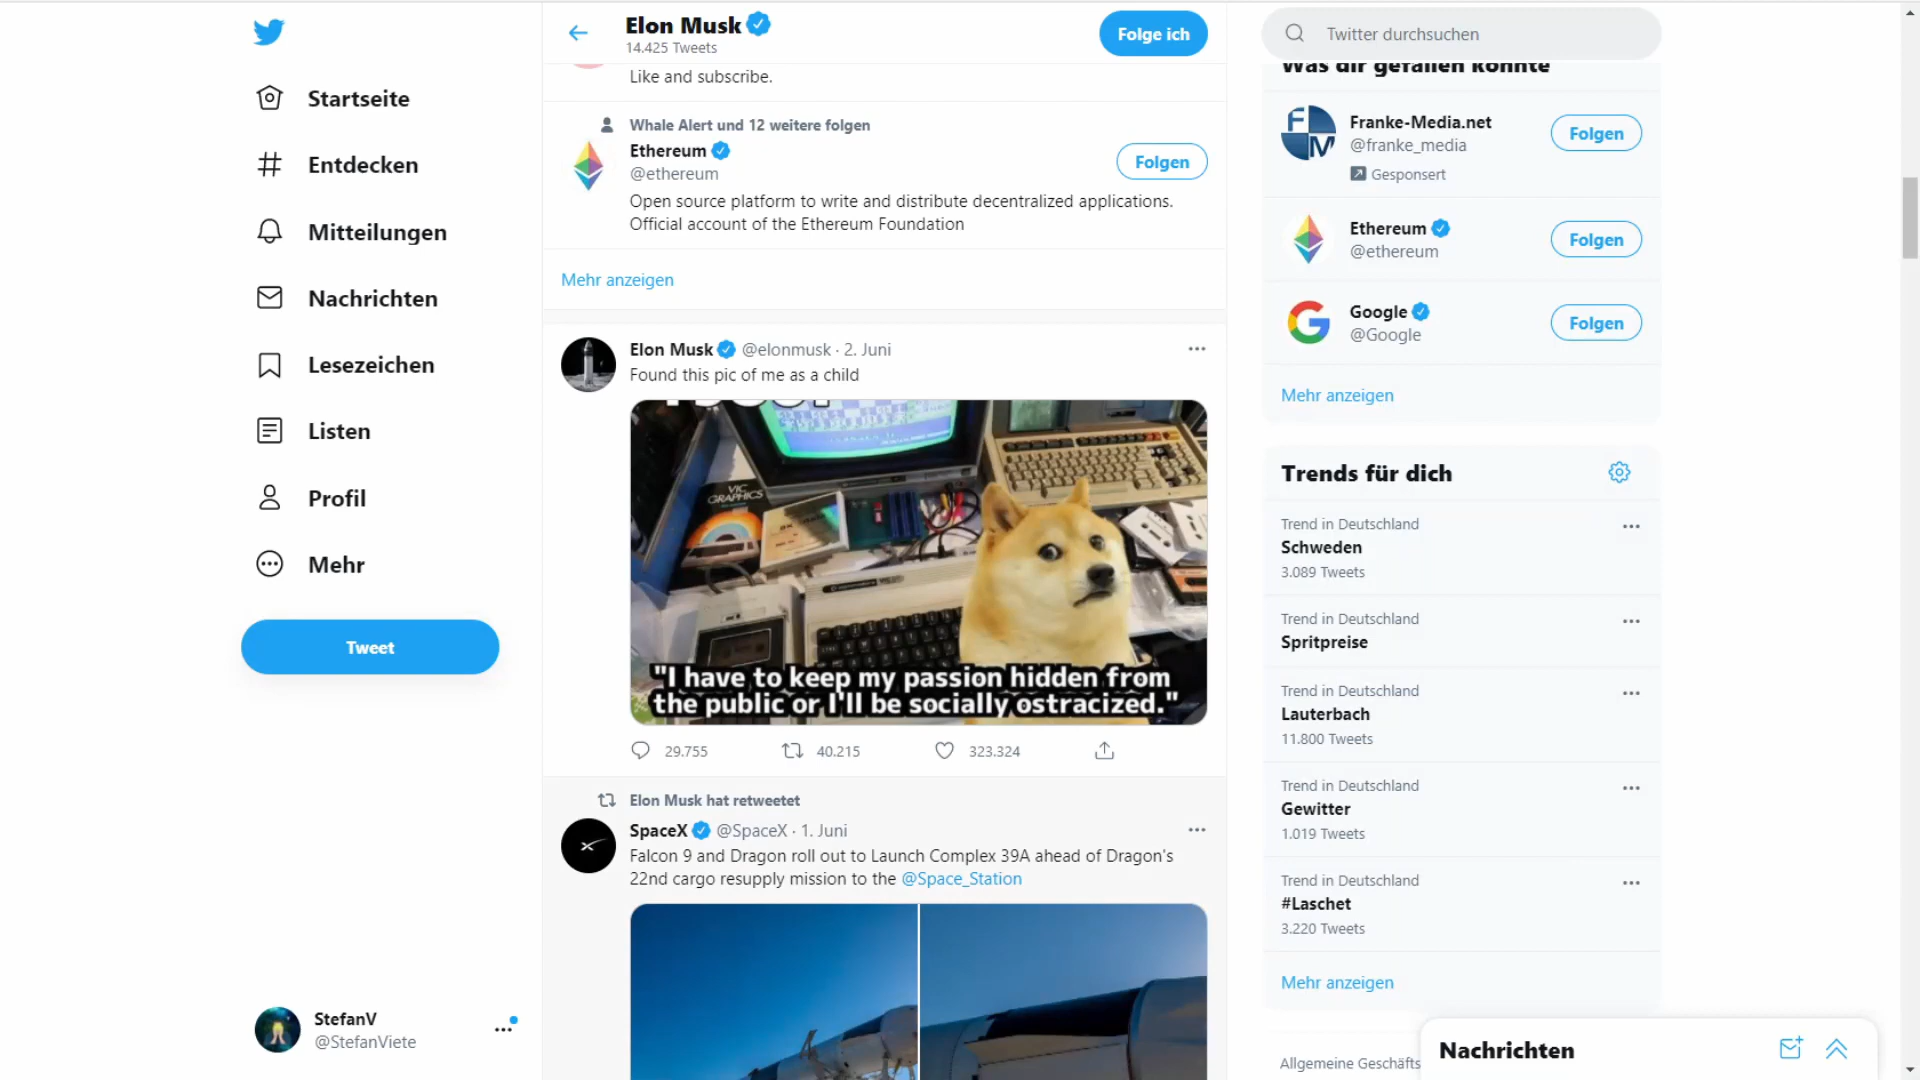 Startseite
Entdecken
Mitteilungen
Nachrichten
Lesezeichen
Listen
Profil
Mehr
Tweet
StefanV
@StefanViete
Elon Musk
14.425 Tweets
Folge ich
Like and subscribe.
Whale Alert und 12 weitere folgen
Ethereum
@ethereum
Folgen
Open source platform to write and distribute decentralized applications.
Official account of the Ethereum Foundation
Mehr anzeigen
Elon Musk @elonmusk · 2. Juni
Found this pic of me as a child
VIC
GRAPHICS
"I have to keep my passion hidden from
the public or I'll be socially ostracized."
29.755 40.215 323.324
Elon Musk hat retweetet
SpaceX @SpaceX · 1. Juni
Falcon 9 and Dragon roll out to Launch Complex 39A ahead of Dragon's
22nd cargo resupply mission to the @Space_Station
Twitter durchsuchen
Was dir gefallen könnte
F
M
Franke-Media.net
@franke_media
Gesponsert
Folgen
Ethereum
@ethereum
Folgen
Google
@Google
Folgen
Mehr anzeigen
Trends für dich
Trend in Deutschland
Schweden
3.089 Tweets
Trend in Deutschland
Spritpreise
Trend in Deutschland
Lauterbach
11.800 Tweets
Trend in Deutschland
Gewitter
1.019 Tweets
Trend in Deutschland
#Laschet
3.220 Tweets
Mehr anzeigen
Allgemeine Geschäfts
Nachrichten